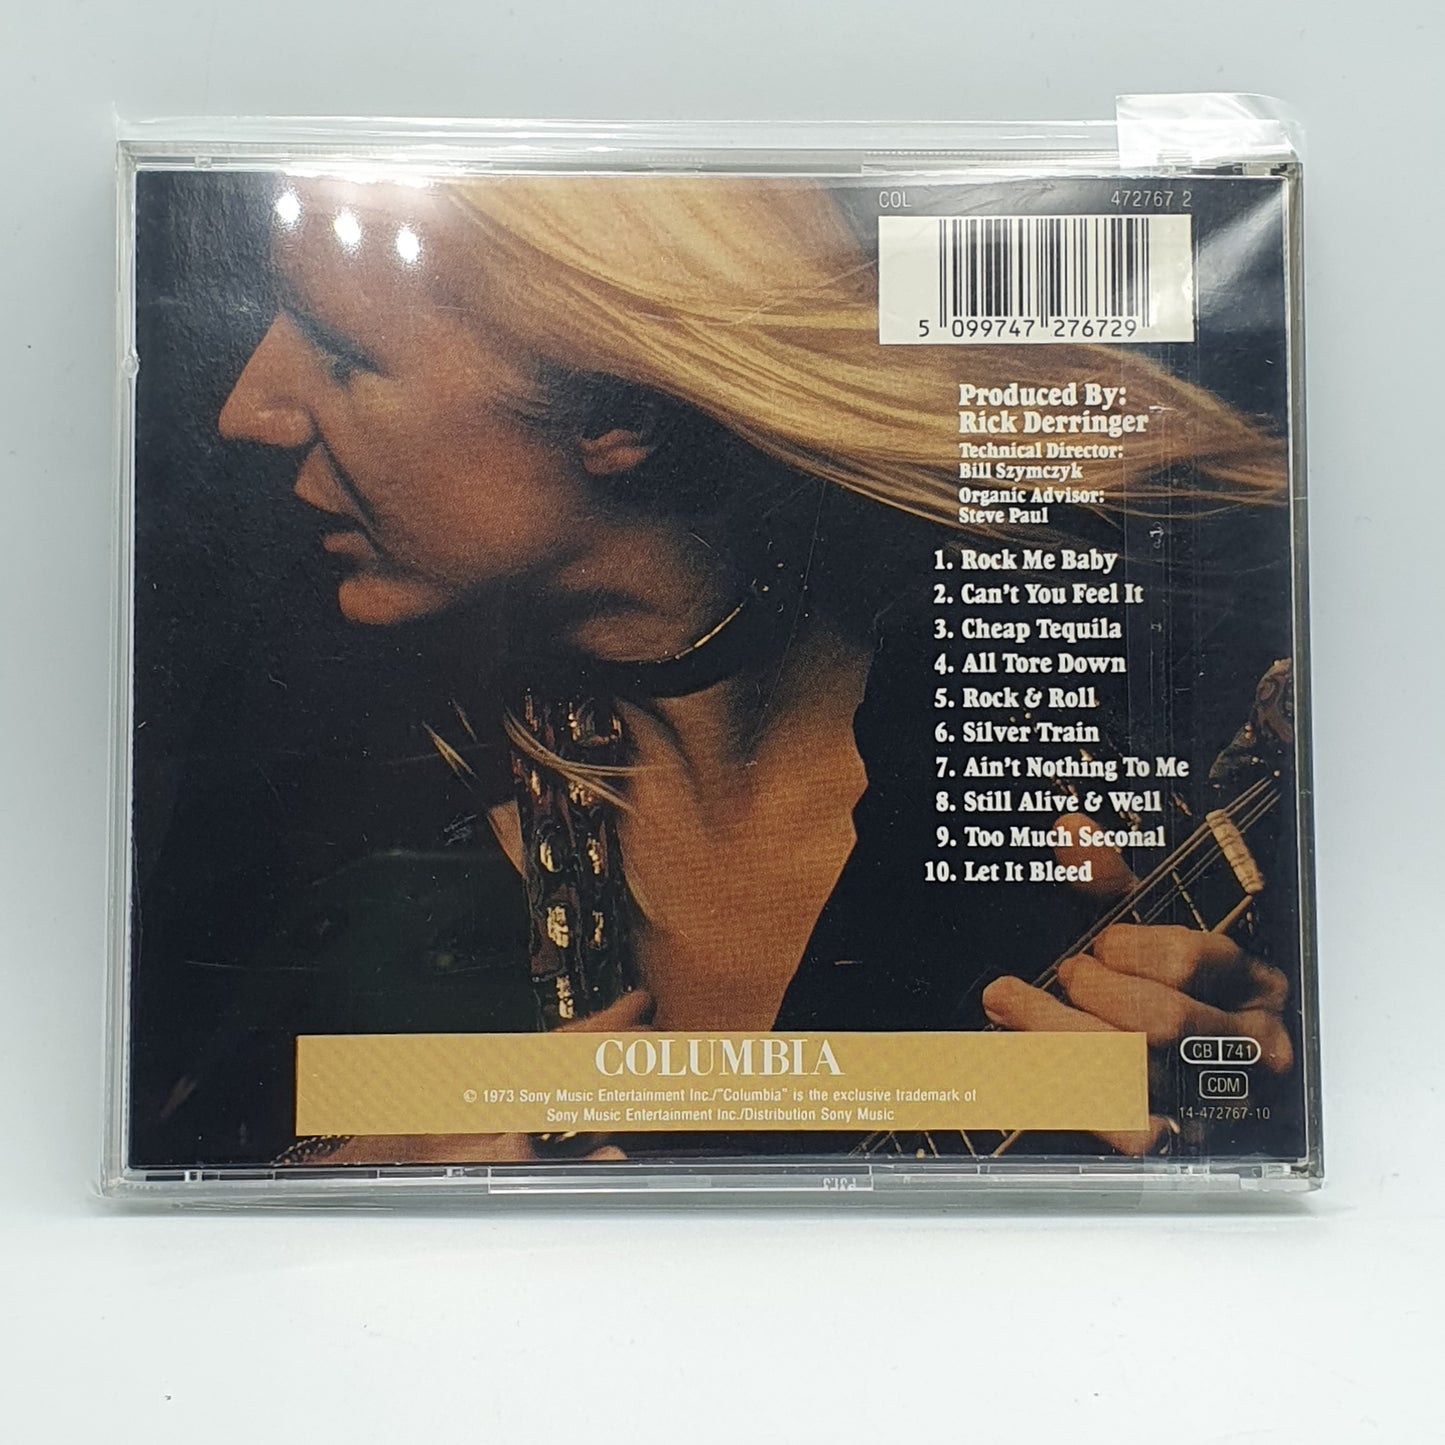 COL 472767 2
5 099747 276729
Produced By:
Rick Derringer
Technical Director:
Bill Szymczyk
Organic Advisor:
Steve Paul
1. Rock Me Baby
2. Can't You Feel It
3. Cheap Tequila
4. All Tore Down
5. Rock & Roll
6. Silver Train
7. Ain't Nothing To Me
8. Still Alive & Well
9. Too Much Seconal
10. Let It Bleed
COLUMBIA
© 1973 Sony Music Entertainment Inc./"Columbia" is the exclusive trademark of
Sony Music Entertainment Inc./Distribution Sony Music
CB 741
CDM
14-472767-10